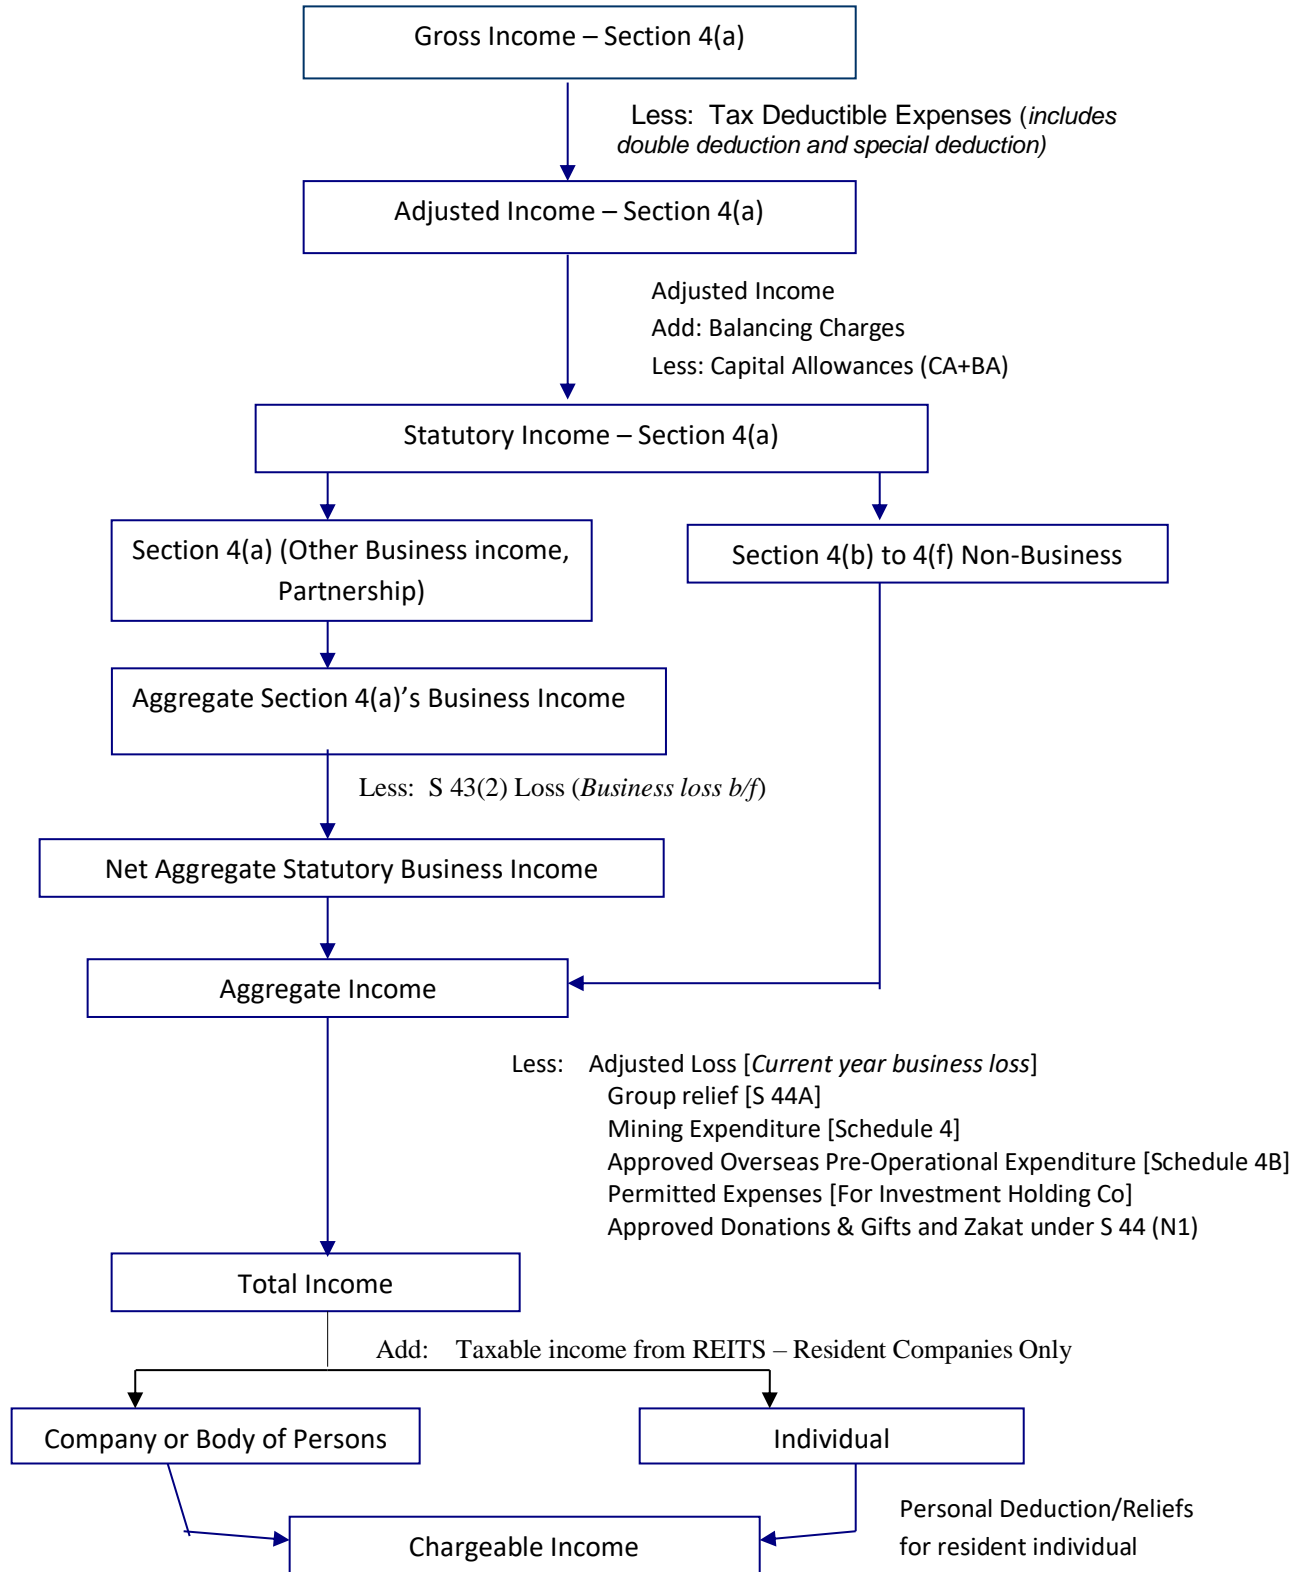 Gross Income – Section 4(a)
Less: Tax Deductible Expenses (includes
double deduction and special deduction)
Adjusted Income – Section 4(a)
Adjusted Income
Add: Balancing Charges
Less: Capital Allowances (CA+BA)
Statutory Income – Section 4(a)
Section 4(a) (Other Business income,
Partnership)
Section 4(b) to 4(f) Non-Business
Aggregate Section 4(a)’s Business Income
Less: S 43(2) Loss (Business loss b/f)
Net Aggregate Statutory Business Income
Aggregate Income
Less: Adjusted Loss [Current year business loss]
Group relief [S 44A]
Mining Expenditure [Schedule 4]
Approved Overseas Pre-Operational Expenditure [Schedule 4B]
Permitted Expenses [For Investment Holding Co]
Approved Donations & Gifts and Zakat under S 44 (N1)
Total Income
Add: Taxable income from REITS – Resident Companies Only
Company or Body of Persons
Individual
Personal Deduction/Reliefs
for resident individual
Chargeable Income